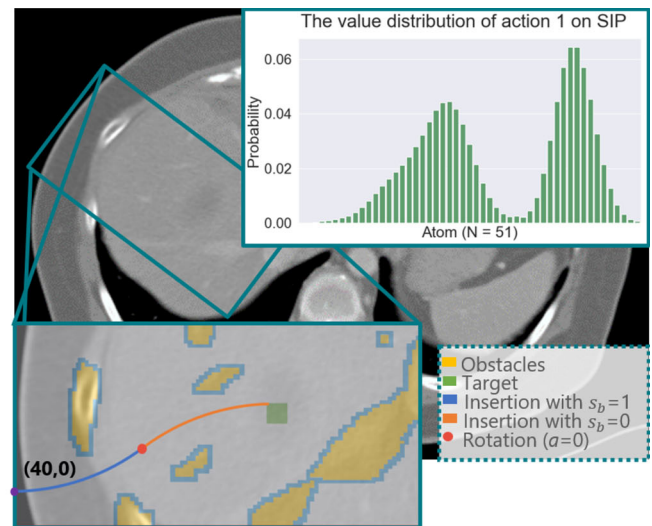 The value distribution of action 1 on SIP
0.06
0.04
0.02
0.00
Probability
Atom (N = 51)
Obstacles
Target
Insertion with s_b=1
Insertion with s_b=0
Rotation (a=0)
(40,0)